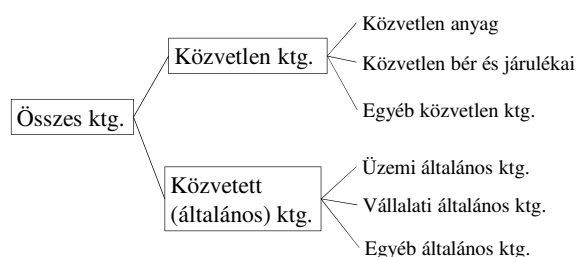 Közvetlen anyag
Közvetlen ktg.
Közvetlen bér és járulékai
Egyéb közvetlen ktg.
Összes ktg.
Üzemi általános ktg.
Közvetett
(általános) ktg.
Vállalati általános ktg.
Egyéb általános ktg.